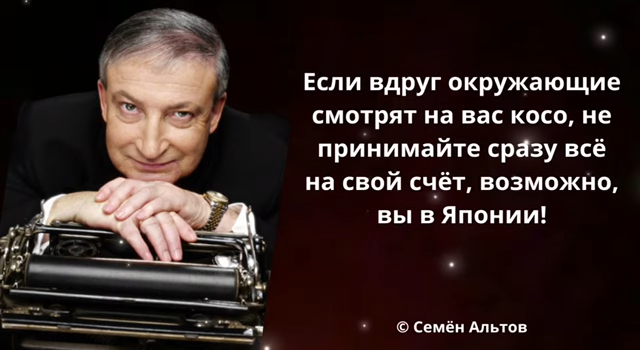 Если вдруг окружающие
смотрят на вас косо, не
принимайте сразу всё
на свой счёт, возможно,
вы в Японии!
© Семён Альтов